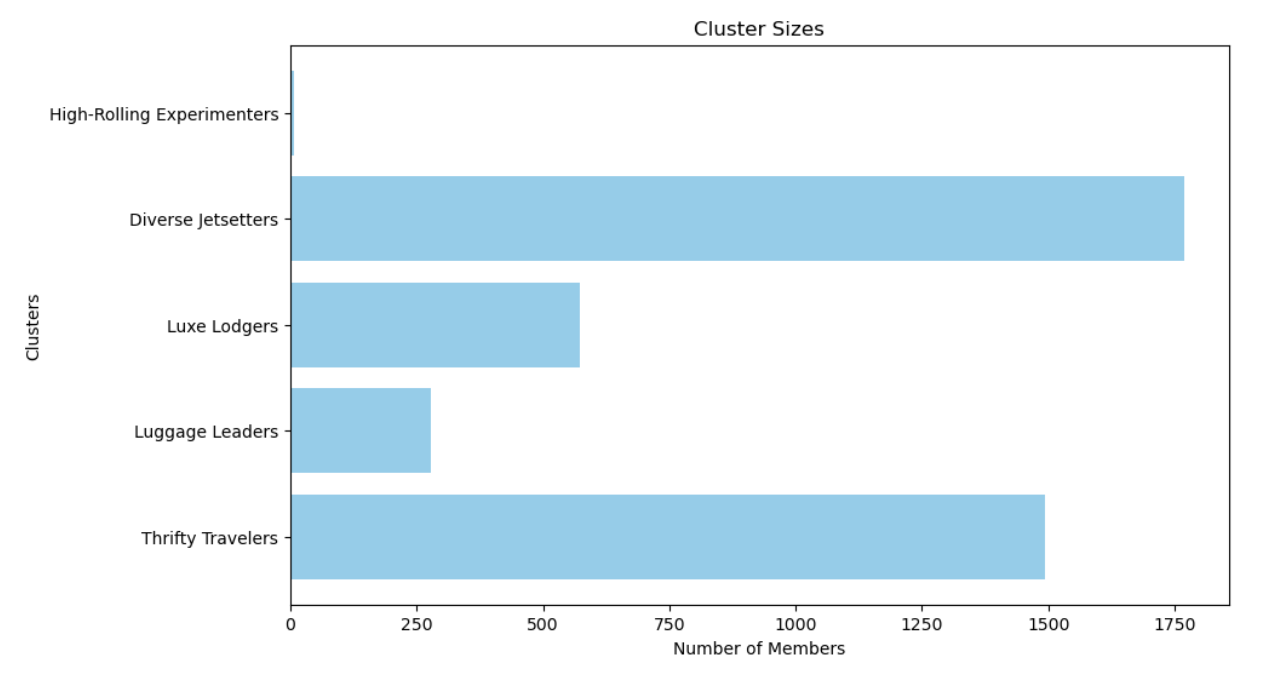 Cluster Sizes
High-Rolling Experimenters
Diverse Jetsetters
Luxe Lodgers
Luggage Leaders
Thrifty Travelers
Clusters
0 250 500 750 1000 1250 1500 1750
Number of Members